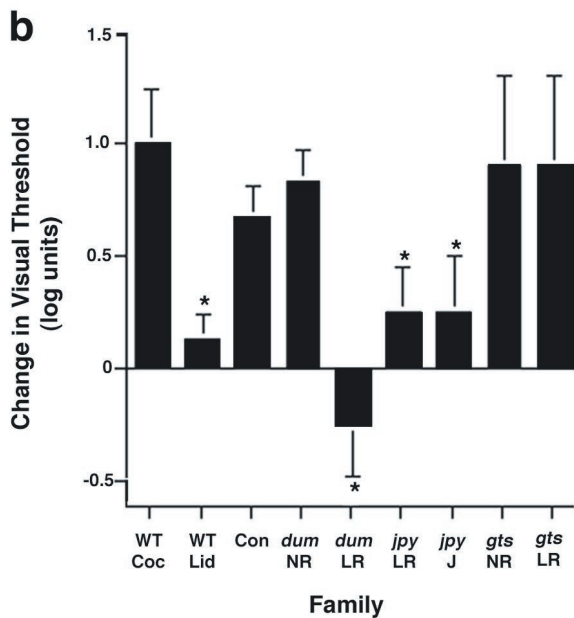 b
Change in Visual Threshold
(log units)
1.5
1.0
0.5
0
-0.5
*
*
*
*
WT Coc
WT Lid
Con
dum NR
dum LR
jpy LR
jpy J
gts NR
gts LR
Family